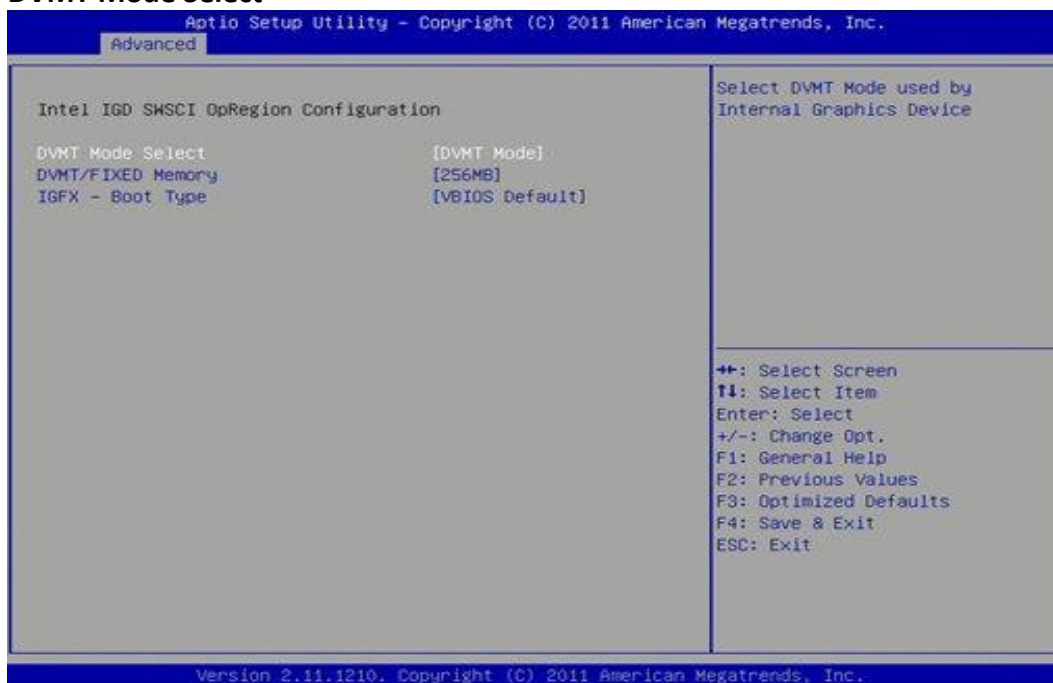 DVMT Mode Select
Aptio Setup Utility – Copyright (C) 2011 American Megatrends, Inc.
Advanced
Intel IGD SWSCI OpRegion Configuration
DVMT Mode Select [DVMT Mode]
DVMT/FIXED Memory [256MB]
IGFX – Boot Type [VBIOS Default]
Select DVMT Mode used by
Internal Graphics Device
→←: Select Screen
↑↓: Select Item
Enter: Select
+/-: Change Opt.
F1: General Help
F2: Previous Values
F3: Optimized Defaults
F4: Save & Exit
ESC: Exit
Version 2.11.1210. Copyright (C) 2011 American Megatrends, Inc.